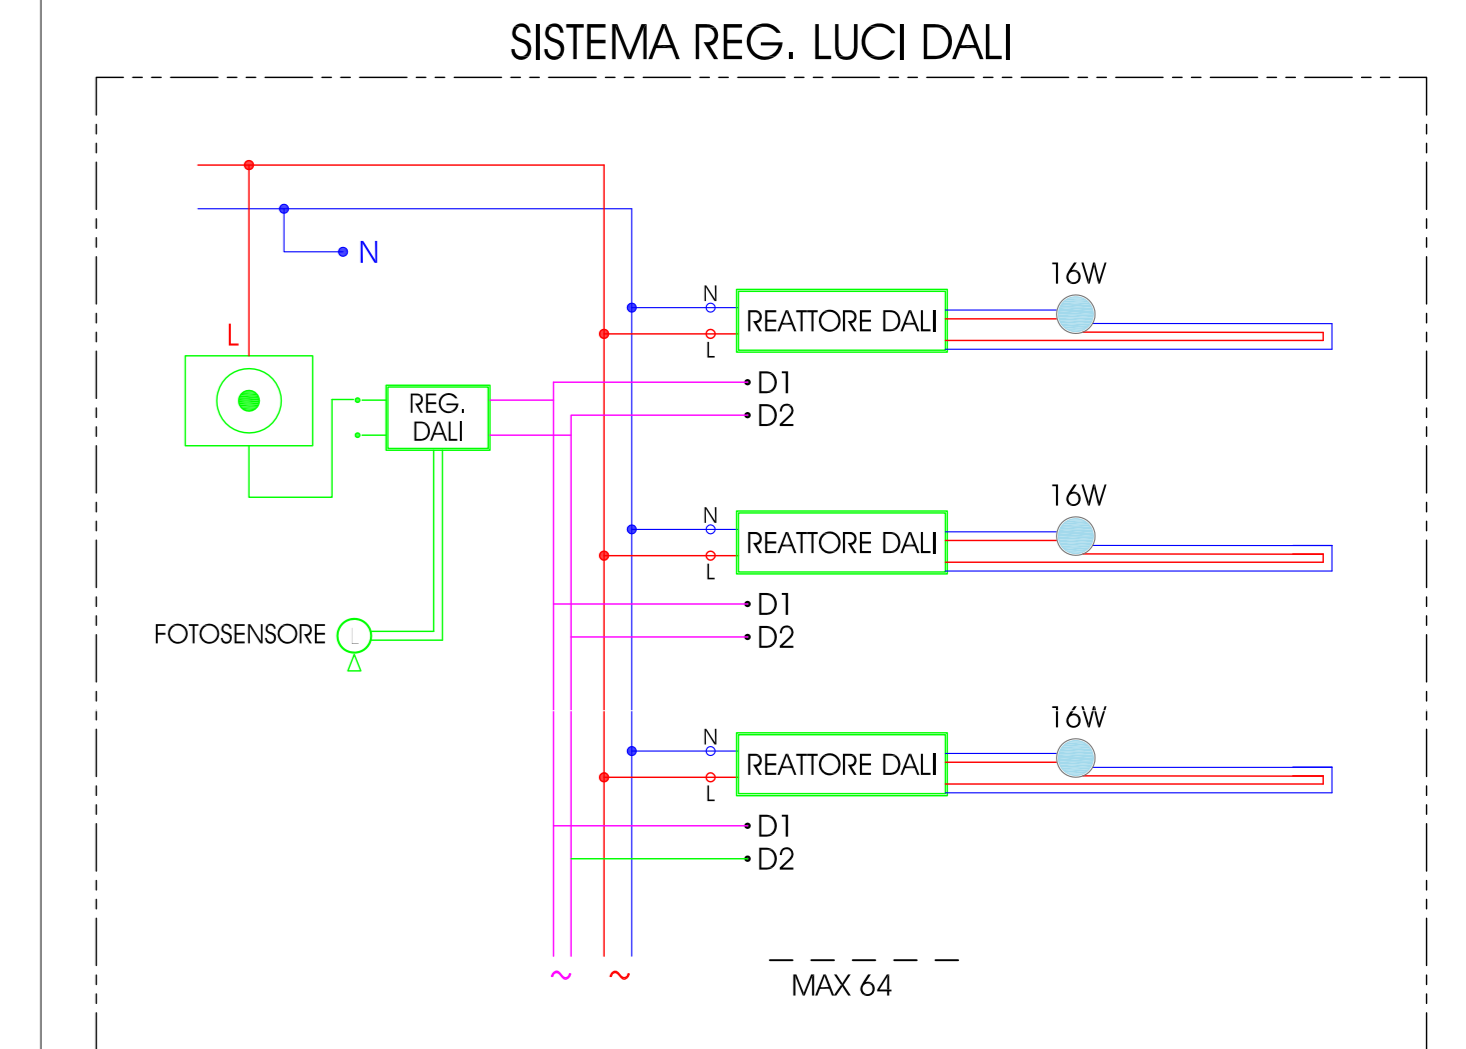 SISTEMA REG. LUCI DALI
N
L
REG.
DALI
FOTOSENSORE
L
16W
N
REATTORE DALI
L
D1
D2
16W
N
REATTORE DALI
L
D1
D2
16W
N
REATTORE DALI
L
D1
D2
MAX 64